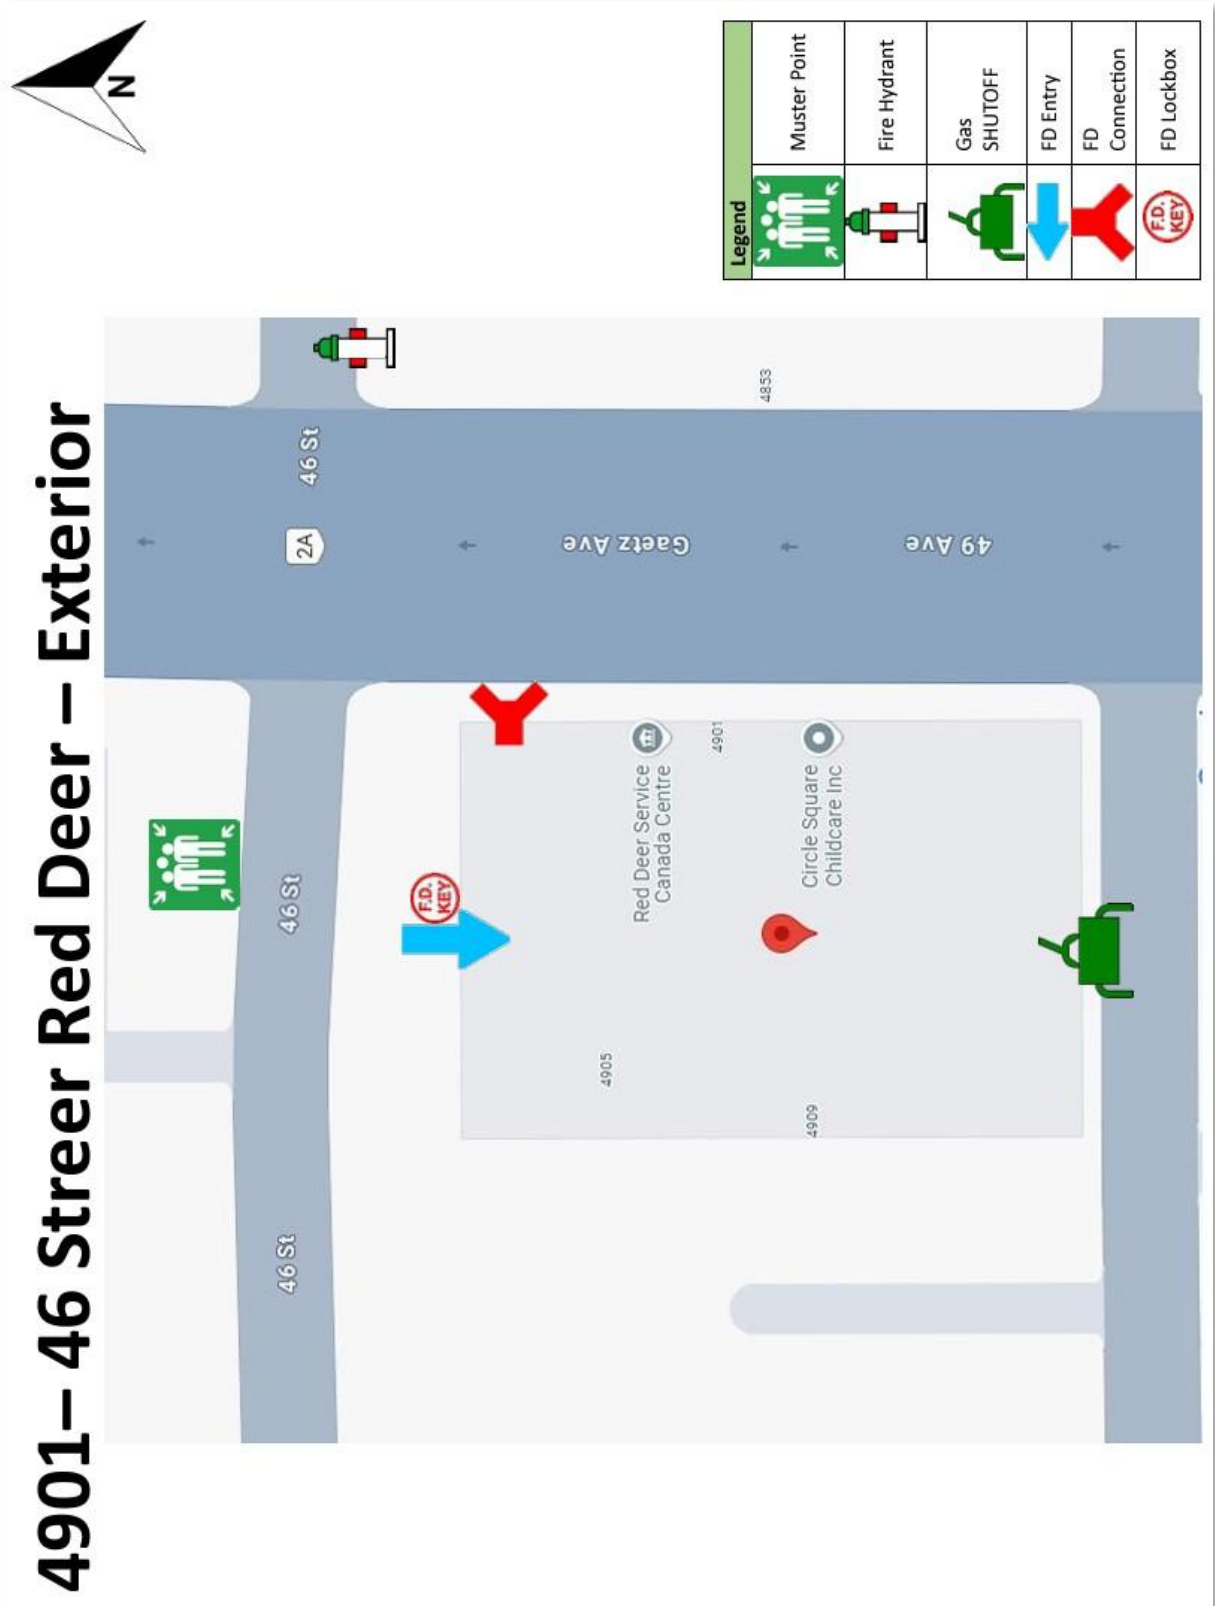 4901– 46 Streer Red Deer – Exterior
N
Legend
Muster Point
Fire Hydrant
Gas
SHUTOFF
FD Entry
FD
Connection
F.D.
KEY
FD Lockbox
46 St
46 St
46 St
2A
F.D.
KEY
Gaetz Ave
49 Ave
4853
Red Deer Service
Canada Centre
4901
Circle Square
Childcare Inc
4905
4909